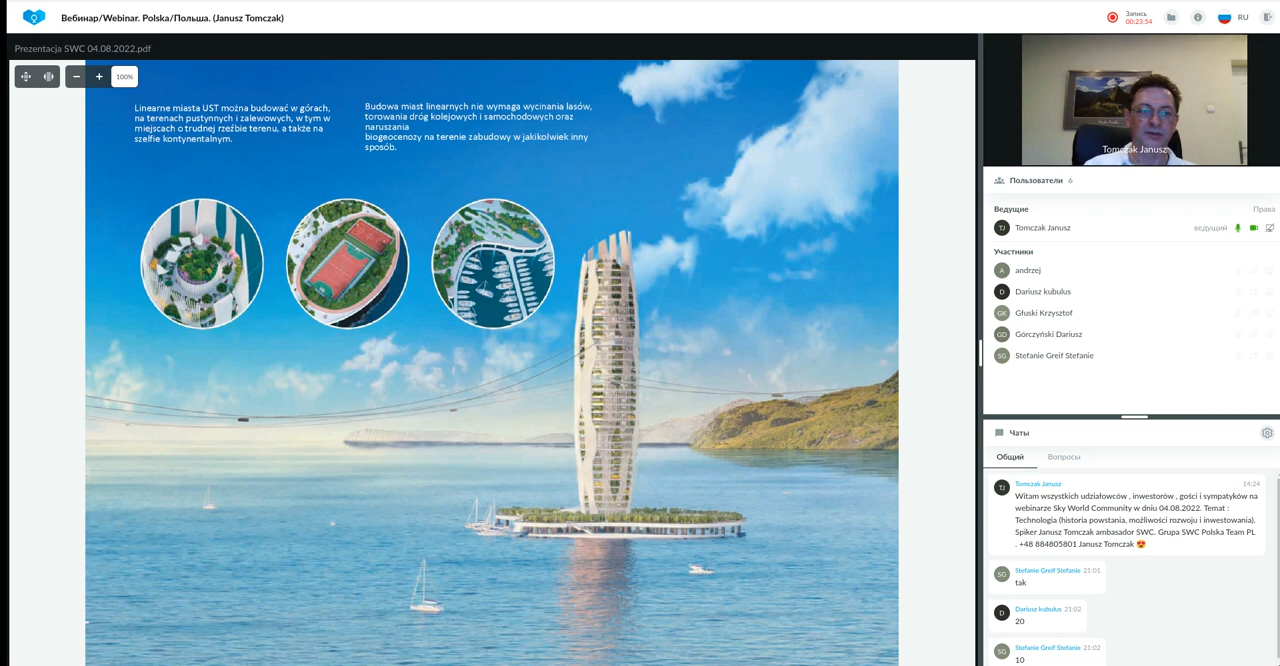 Вебинар/Webinar. Polska/Польша. (Janusz Tomczak)
Запись
00:23:54
RU
Prezentacja SWC 04.08.2022.pdf
100%
Linearne miasta UST można budować w górach,
na terenach pustynnych i zalewowych, w tym w
miejscach o trudnej rzeźbie terenu, a także na
szelfie kontynentalnym.
Budowa miast linearnych nie wymaga wycinania lasów,
torowania dróg kolejowych i samochodowych oraz
naruszania
biogeocenozy na terenie zabudowy w jakikolwiek inny
sposób.
Tomczak Janusz
Пользователи 6
Ведущие Права
TJ Tomczak Janusz ведущий
Участники
A andrzej
D Dariusz kubulus
GK Głuski Krzysztof
GD Górczyński Dariusz
SG Stefanie Greif Stefanie
Чаты
Общий Вопросы
TJ Tomczak Janusz 14:24
Witam wszystkich udziałowców , inwestorów , gości i sympatyków na
webinarze Sky World Community w dniu 04.08.2022. Temat :
Technologia (historia powstania, możliwości rozwoju i inwestowania).
Spiker Janusz Tomczak ambasador SWC. Grupa SWC Polska Team PL
. +48 884805801 Janusz Tomczak 😍
SG Stefanie Greif Stefanie 21:01
tak
D Dariusz kubulus 21:02
20
SG Stefanie Greif Stefanie 21:02
10